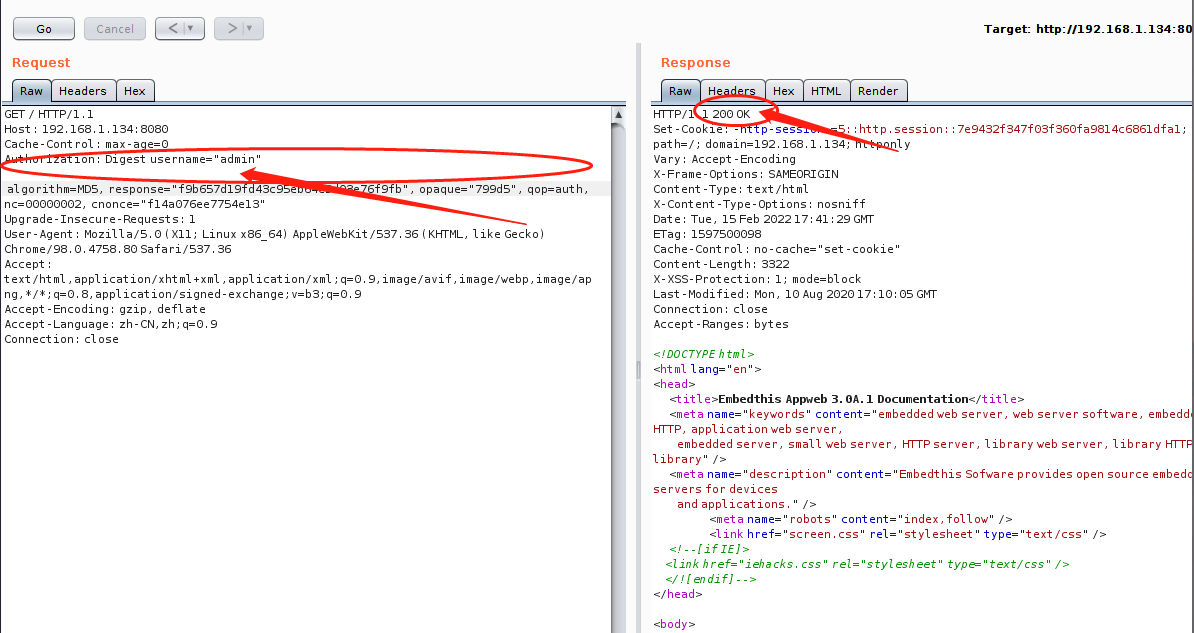 Go
Cancel
<
>
Target: http://192.168.1.134:80
Request
Raw Headers Hex
GET / HTTP/1.1
Host: 192.168.1.134:8080
Cache-Control: max-age=0
Authorization: Digest username="admin"
algorithm=MD5, response="f9b657d19fd43c95eb64e2d03e76f9fb", opaque="799d5", qop=auth,
nc=00000002, cnonce="f14a076ee7754e13"
Upgrade-Insecure-Requests: 1
User-Agent: Mozilla/5.0 (X11; Linux x86_64) AppleWebKit/537.36 (KHTML, like Gecko)
Chrome/98.0.4758.80 Safari/537.36
Accept:
text/html,application/xhtml+xml,application/xml;q=0.9,image/avif,image/webp,image/ap
ng,*/*;q=0.8,application/signed-exchange;v=b3;q=0.9
Accept-Encoding: gzip, deflate
Accept-Language: zh-CN,zh;q=0.9
Connection: close
Response
Raw Headers Hex HTML Render
HTTP/1.1 200 OK
Set-Cookie: -http-session-=5::http.session::7e9432f347f03f360fa9814c6861dfa1;
path=/; domain=192.168.1.134; httponly
Vary: Accept-Encoding
X-Frame-Options: SAMEORIGIN
Content-Type: text/html
X-Content-Type-Options: nosniff
Date: Tue, 15 Feb 2022 17:41:29 GMT
ETag: 1597500098
Cache-Control: no-cache="set-cookie"
Content-Length: 3322
X-XSS-Protection: 1; mode=block
Last-Modified: Mon, 10 Aug 2020 17:10:05 GMT
Connection: close
Accept-Ranges: bytes
<!DOCTYPE html>
<html lang="en">
<head>
<title>Embedthis Appweb 3.0A.1 Documentation</title>
<meta name="keywords" content="embedded web server, web server software, embedde
HTTP, application web server,
embedded server, small web server, HTTP server, library web server, library HTTP
library" />
<meta name="description" content="Embedthis Sofware provides open source embedd
servers for devices
and applications." />
<meta name="robots" content="index,follow" />
<link href="screen.css" rel="stylesheet" type="text/css" />
<!--[if IE]>
<link href="iehacks.css" rel="stylesheet" type="text/css" />
</![endif]-->
</head>
<body>